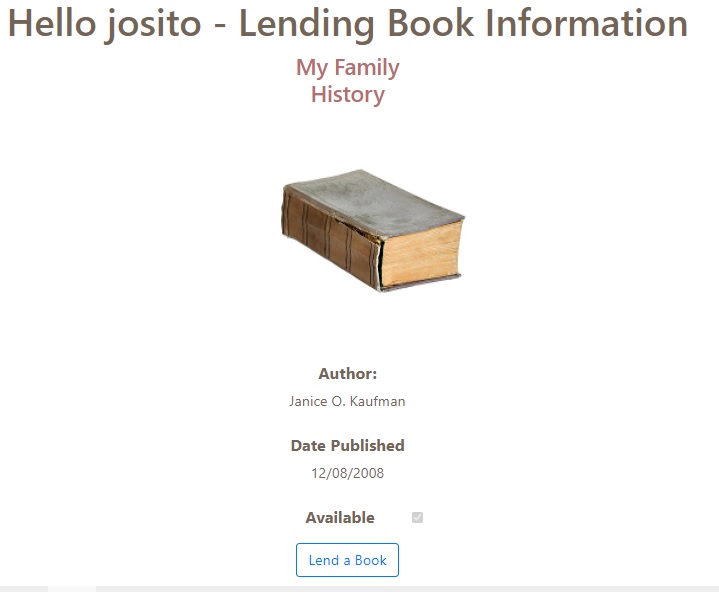 Hello josito - Lending Book Information
My Family
History
Author:
Janice O. Kaufman
Date Published
12/08/2008
Available
Lend a Book